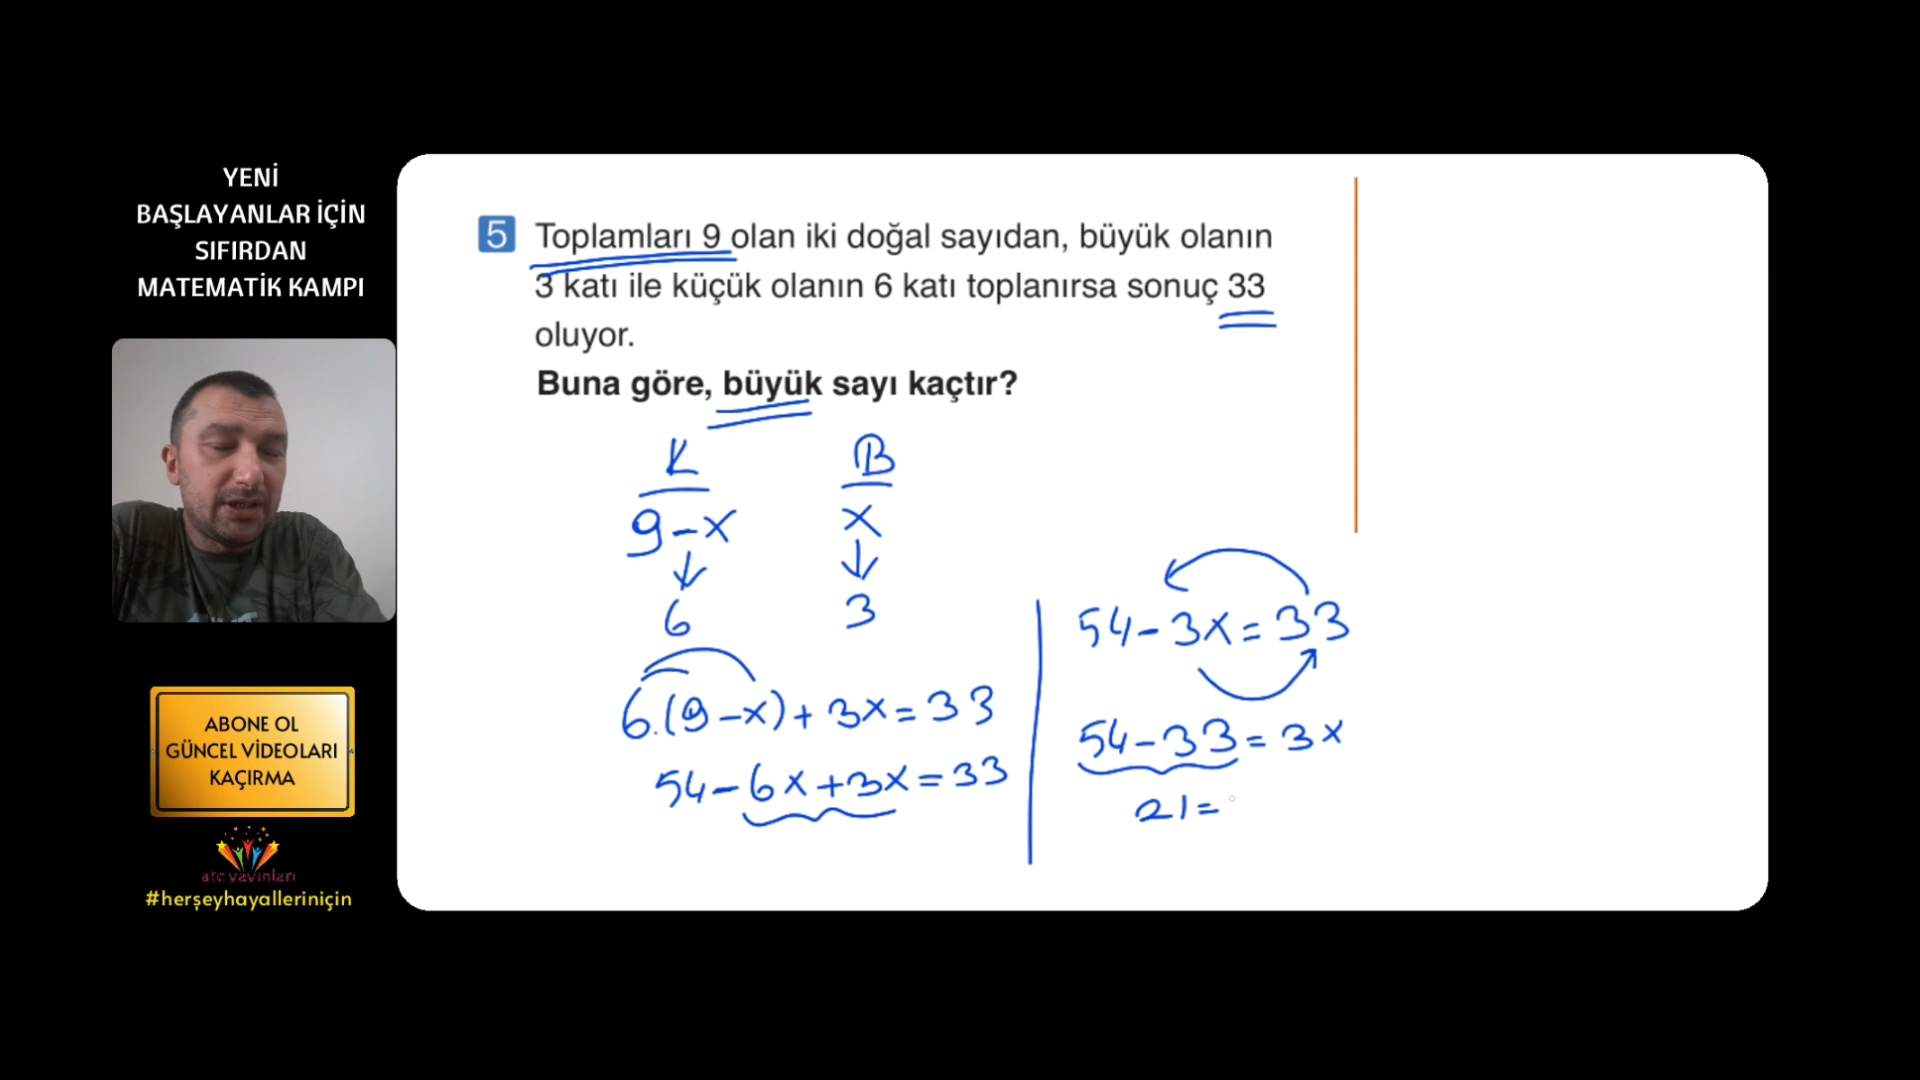 YENİ
BAŞLAYANLAR İÇİN
SIFIRDAN
MATEMATİK KAMPI
5 Toplamları 9 olan iki doğal sayıdan, büyük olanın
3 katı ile küçük olanın 6 katı toplanırsa sonuç 33
oluyor.
Buna göre, büyük sayı kaçtır?
K B
9-x x
6 3
6.(9-x)+3x=33
54-6x+3x=33
54-3x=33
54-33=3x
21=
ABONE OL
GÜNCEL VİDEOLARI
KAÇIRMA
atc yayınları
#herşeyhayalleriniçin